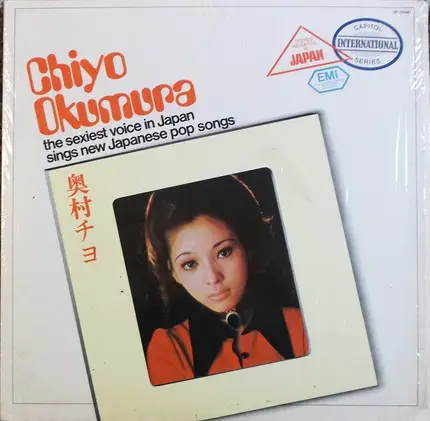 Chiyo
Okumura
the sexiest voice in Japan
sings new Japanese pop songs
JAPAN
EMI
CAPITOL
INTERNATIONAL
SERIES
奥村チヨ